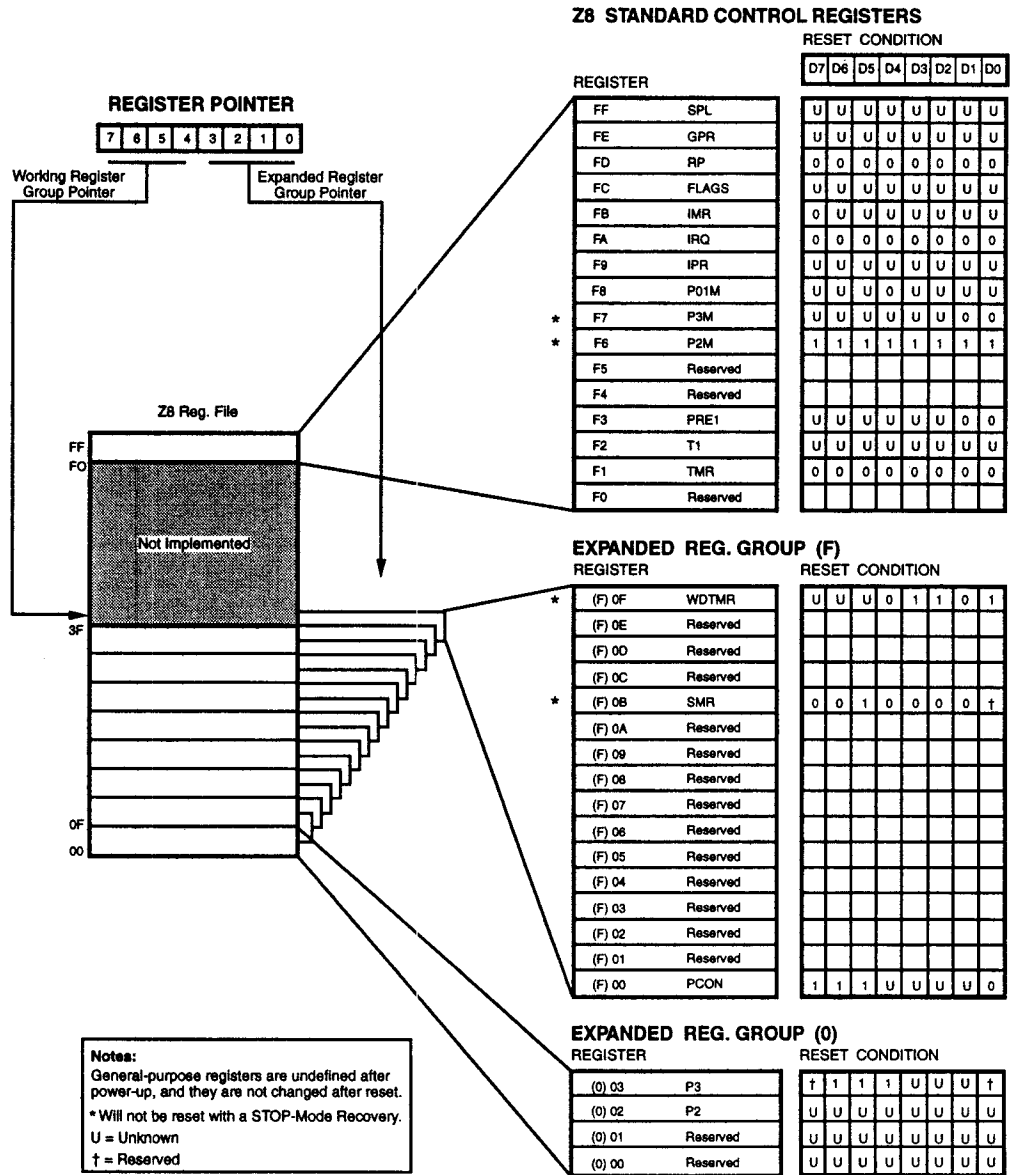 Z8 STANDARD CONTROL REGISTERS
RESET CONDITION
D7 D6 D5 D4 D3 D2 D1 D0
REGISTER
FF SPL U U U U U U U U
FE GPR U U U U U U U U
FD RP 0 0 0 0 0 0 0 0
FC FLAGS U U U U U U U U
FB IMR 0 U U U U U U U
FA IRQ 0 0 0 0 0 0 0 0
F9 IPR U U U U U U U U
F8 P01M U U U 0 U U U U
* F7 P3M U U U U U U 0 0
* F6 P2M 1 1 1 1 1 1 1 1
F5 Reserved
F4 Reserved
F3 PRE1 U U U U U U 0 0
F2 T1 U U U U U U U U
F1 TMR 0 0 0 0 0 0 0 0
F0 Reserved
REGISTER POINTER
7 6 5 4 3 2 1 0
Working Register
Group Pointer
Expanded Register
Group Pointer
Z8 Reg. File
FF
F0
Not Implemented
3F
0F
00
EXPANDED REG. GROUP (F)
REGISTER RESET CONDITION
* (F) 0F WDTMR U U U 0 1 1 0 1
(F) 0E Reserved
(F) 0D Reserved
(F) 0C Reserved
* (F) 0B SMR 0 0 1 0 0 0 0 †
(F) 0A Reserved
(F) 09 Reserved
(F) 08 Reserved
(F) 07 Reserved
(F) 06 Reserved
(F) 05 Reserved
(F) 04 Reserved
(F) 03 Reserved
(F) 02 Reserved
(F) 01 Reserved
(F) 00 PCON 1 1 1 U U U U 0
EXPANDED REG. GROUP (0)
REGISTER RESET CONDITION
(0) 03 P3 † 1 1 1 U U U †
(0) 02 P2 U U U U U U U U
(0) 01 Reserved U U U U U U U U
(0) 00 Reserved U U U U U U U U
Notes:
General-purpose registers are undefined after
power-up, and they are not changed after reset.
* Will not be reset with a STOP-Mode Recovery.
U = Unknown
† = Reserved